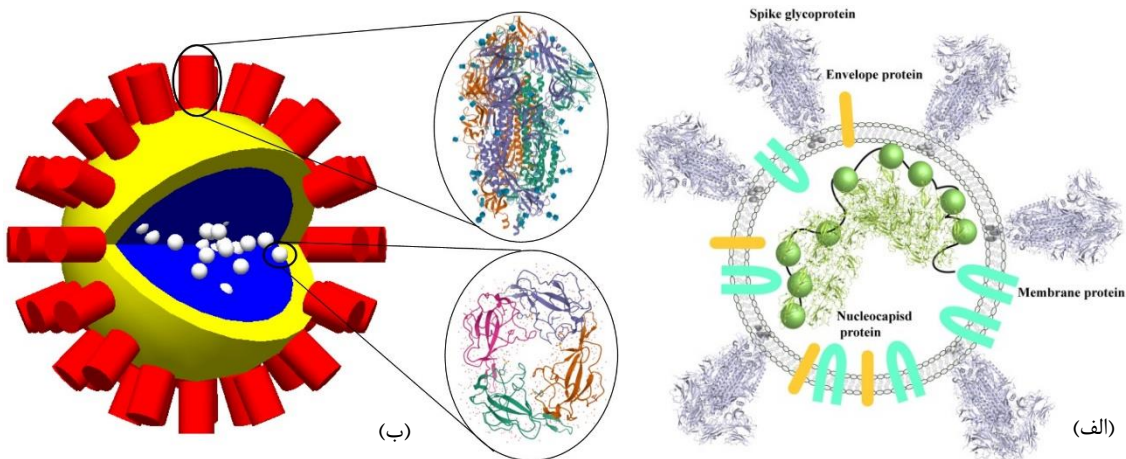 Spike glycoprotein
Envelope protein
Membrane protein
Nucleocapisd
protein
(الف)
(ب)